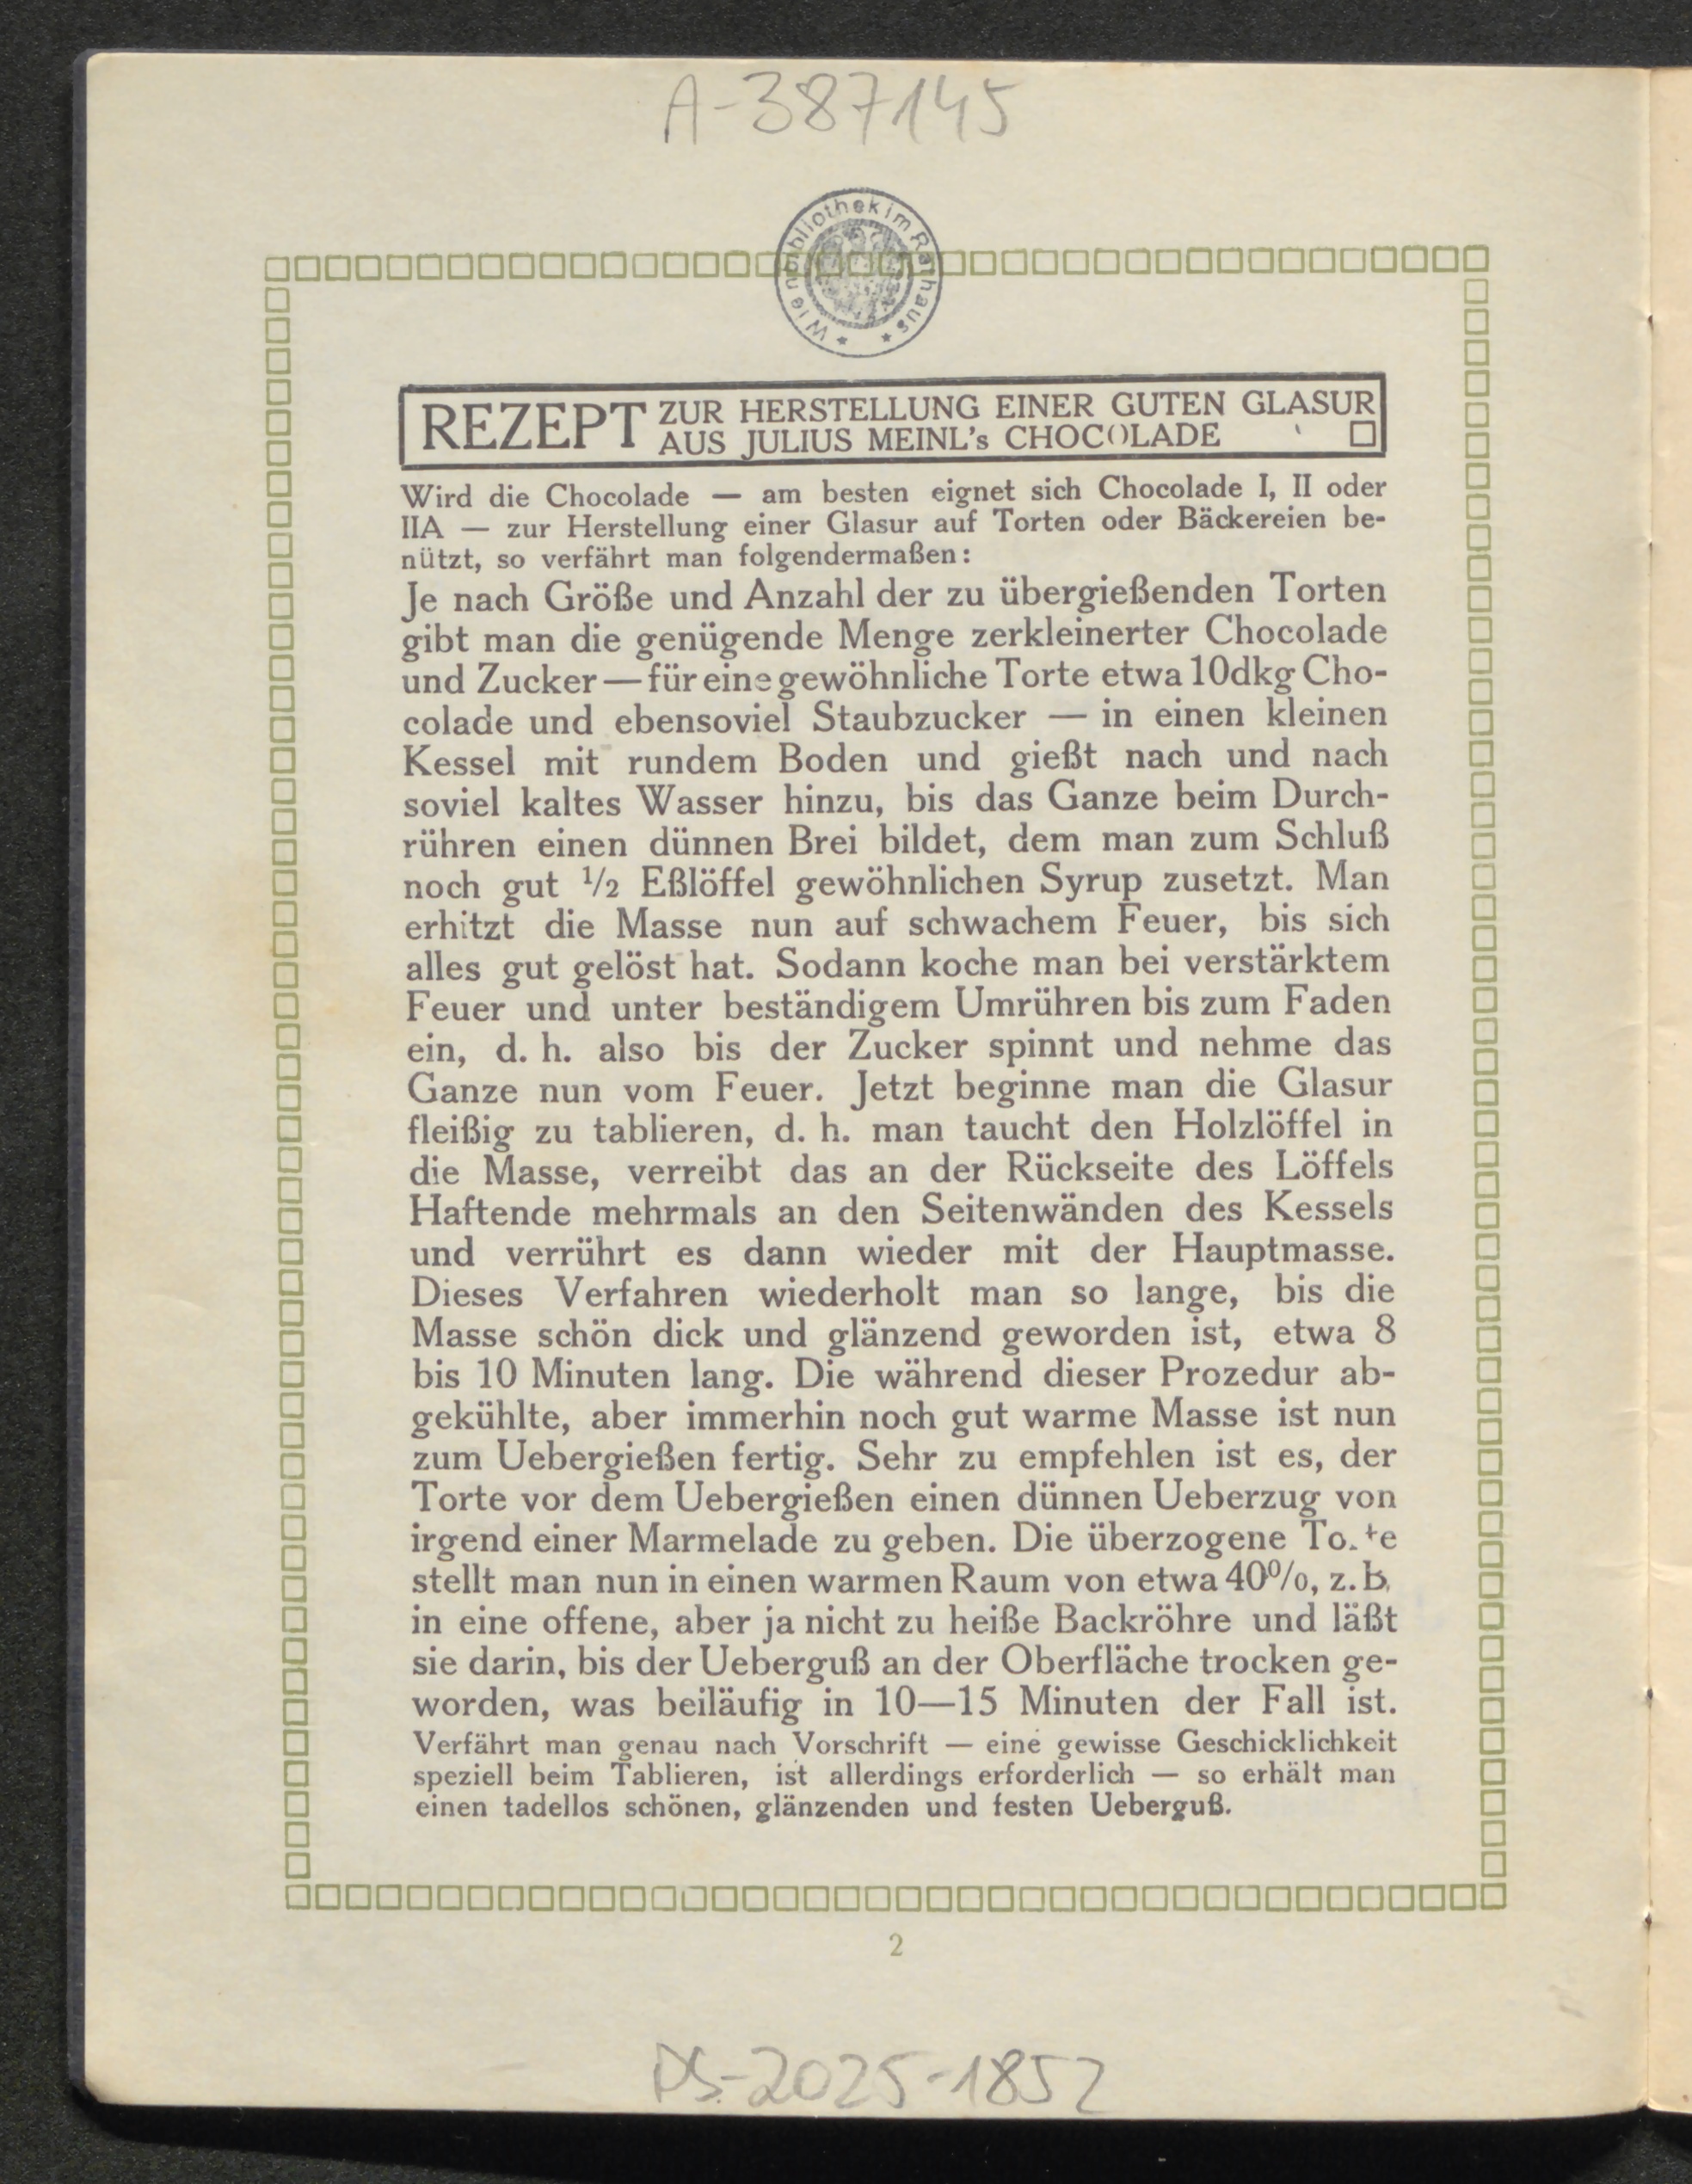 A-387145
Wienbibliothek im Rathaus
REZEPT ZUR HERSTELLUNG EINER GUTEN GLASUR
AUS JULIUS MEINL's CHOCOLADE
Wird die Chocolade — am besten eignet sich Chocolade I, II oder
IIA — zur Herstellung einer Glasur auf Torten oder Bäckereien be-
nützt, so verfährt man folgendermaßen:
Je nach Größe und Anzahl der zu übergießenden Torten
gibt man die genügende Menge zerkleinerter Chocolade
und Zucker — für eine gewöhnliche Torte etwa 10dkg Cho-
colade und ebensoviel Staubzucker — in einen kleinen
Kessel mit rundem Boden und gießt nach und nach
soviel kaltes Wasser hinzu, bis das Ganze beim Durch-
rühren einen dünnen Brei bildet, dem man zum Schluß
noch gut 1/2 Eßlöffel gewöhnlichen Syrup zusetzt. Man
erhitzt die Masse nun auf schwachem Feuer, bis sich
alles gut gelöst hat. Sodann koche man bei verstärktem
Feuer und unter beständigem Umrühren bis zum Faden
ein, d. h. also bis der Zucker spinnt und nehme das
Ganze nun vom Feuer. Jetzt beginne man die Glasur
fleißig zu tablieren, d. h. man taucht den Holzlöffel in
die Masse, verreibt das an der Rückseite des Löffels
Haftende mehrmals an den Seitenwänden des Kessels
und verrührt es dann wieder mit der Hauptmasse.
Dieses Verfahren wiederholt man so lange, bis die
Masse schön dick und glänzend geworden ist, etwa 8
bis 10 Minuten lang. Die während dieser Prozedur ab-
gekühlte, aber immerhin noch gut warme Masse ist nun
zum Uebergießen fertig. Sehr zu empfehlen ist es, der
Torte vor dem Uebergießen einen dünnen Ueberzug von
irgend einer Marmelade zu geben. Die überzogene Torte
stellt man nun in einen warmen Raum von etwa 40%, z. B.
in eine offene, aber ja nicht zu heiße Backröhre und läßt
sie darin, bis der Ueberguß an der Oberfläche trocken ge-
worden, was beiläufig in 10—15 Minuten der Fall ist.
Verfährt man genau nach Vorschrift — eine gewisse Geschicklichkeit
speziell beim Tablieren, ist allerdings erforderlich — so erhält man
einen tadellos schönen, glänzenden und festen Ueberguß.
2
DS-2025-1852